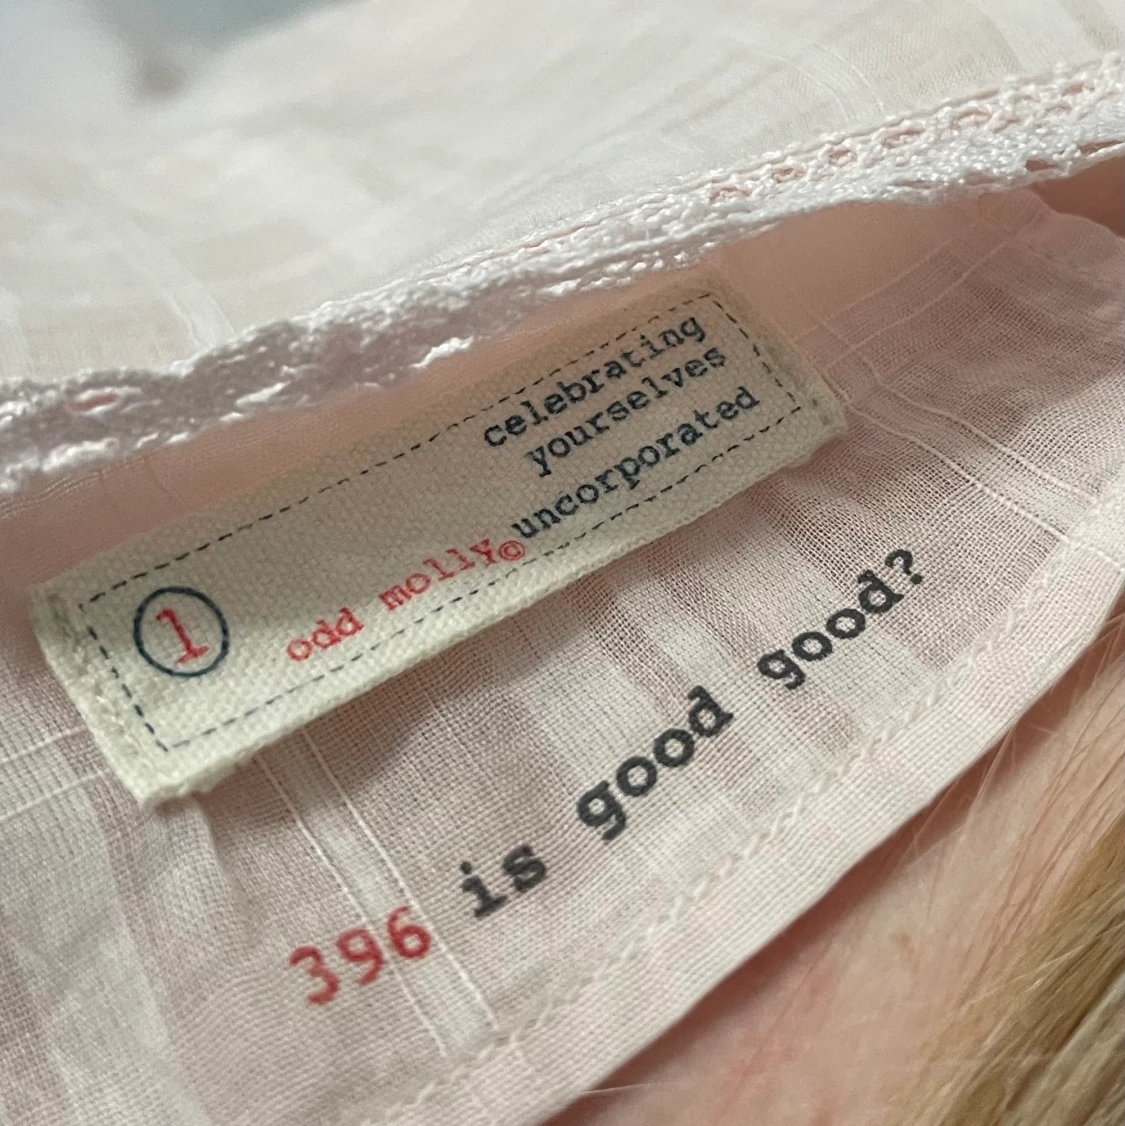 celebrating
yourselves
uncorporated
1
odd molly©
396 is good good?